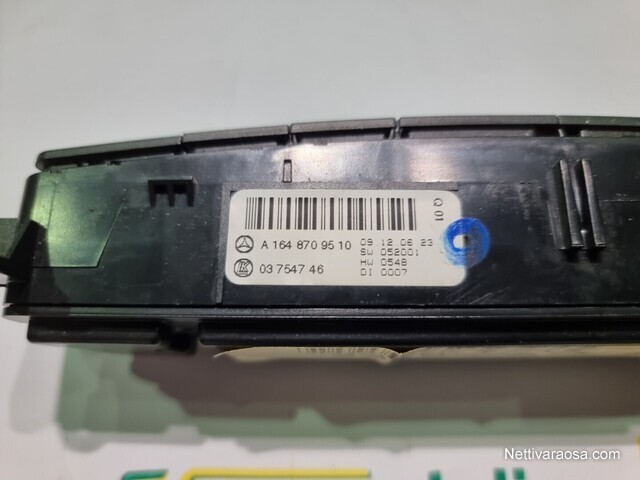 A 164 870 95 10
09 12 06 23
SW 052001
HW 0548
DI 0007
03 7547 46
Q 01
Nettivaraosa.com